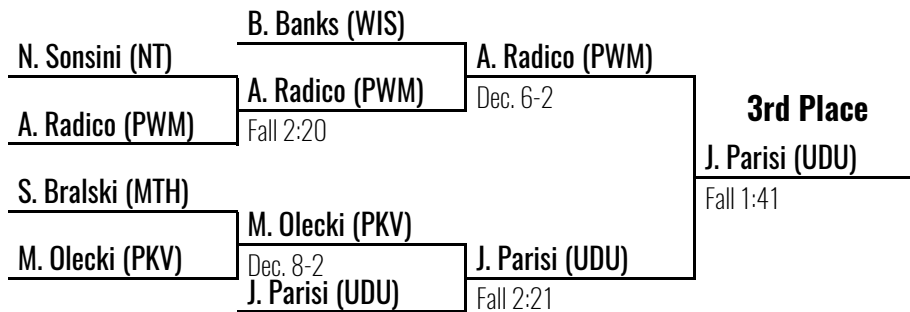 B. Banks (WIS)
N. Sonsini (NT)
A. Radico (PWM)
A. Radico (PWM)
Dec. 6-2
3rd Place
A. Radico (PWM)
Fall 2:20
J. Parisi (UDU)
Fall 1:41
S. Bralski (MTH)
M. Olecki (PKV)
M. Olecki (PKV)
Dec. 8-2
J. Parisi (UDU)
J. Parisi (UDU)
Fall 2:21